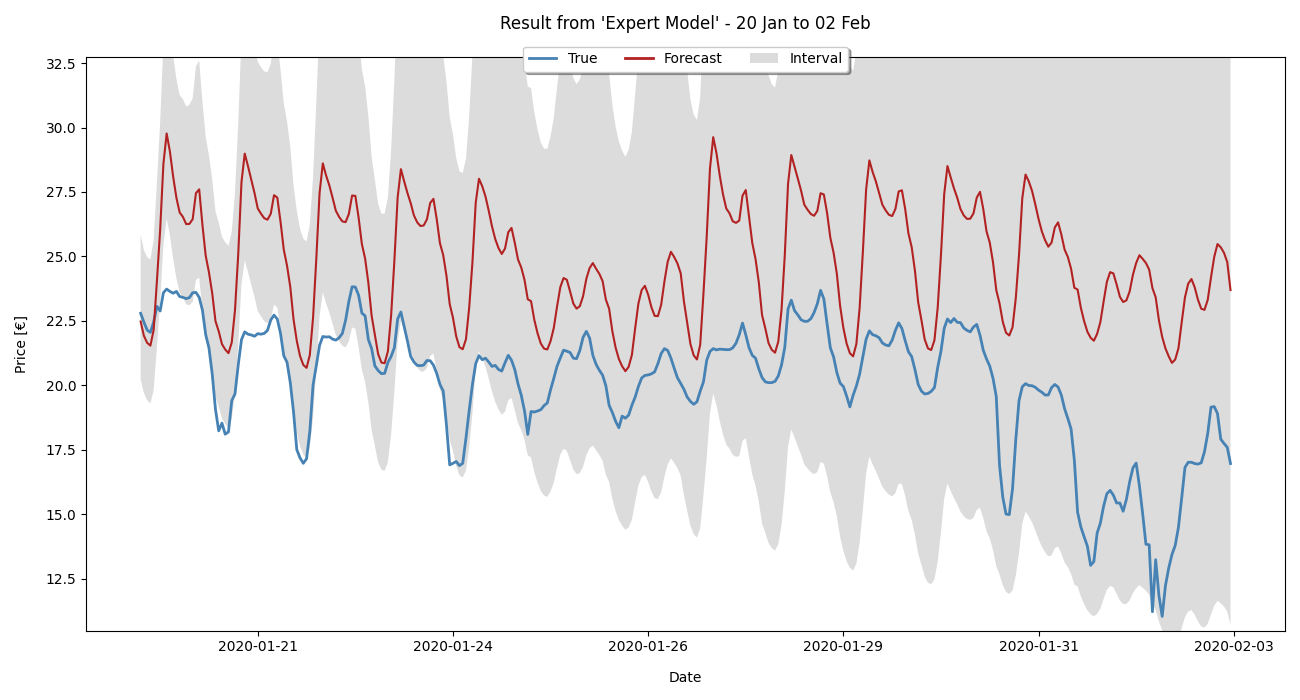 Result from 'Expert Model' - 20 Jan to 02 Feb
True Forecast Interval
32.5
30.0
27.5
25.0
22.5
20.0
17.5
15.0
12.5
Price [€]
2020-01-21 2020-01-24 2020-01-26 2020-01-29 2020-01-31 2020-02-03
Date